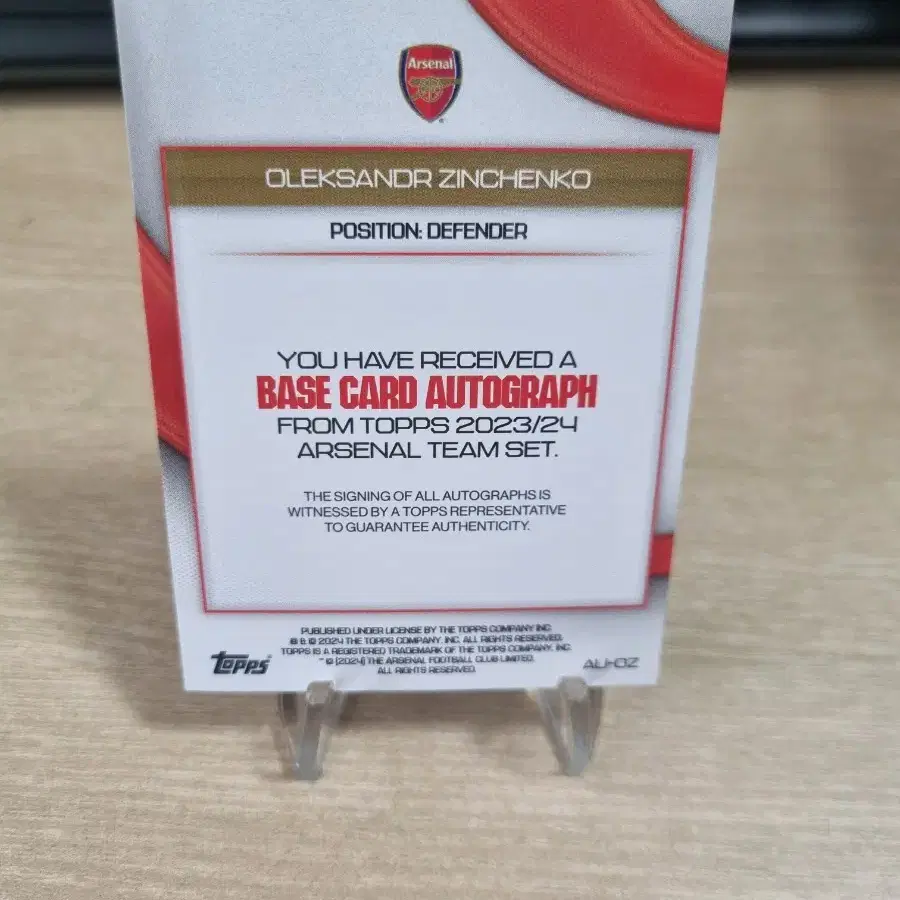 Arsenal
OLEKSANDR ZINCHENKO
POSITION: DEFENDER
YOU HAVE RECEIVED A
BASE CARD AUTOGRAPH
FROM TOPPS 2023/24
ARSENAL TEAM SET.
THE SIGNING OF ALL AUTOGRAPHS IS
WITNESSED BY A TOPPS REPRESENTATIVE
TO GUARANTEE AUTHENTICITY.
PUBLISHED UNDER LICENSE BY THE TOPPS COMPANY INC.
® & © 2024 THE TOPPS COMPANY, INC. ALL RIGHTS RESERVED.
TOPPS IS A REGISTERED TRADEMARK OF THE TOPPS COMPANY, INC.
™ © (2024) THE ARSENAL FOOTBALL CLUB LIMITED.
ALL RIGHTS RESERVED.
topps
AU-OZ